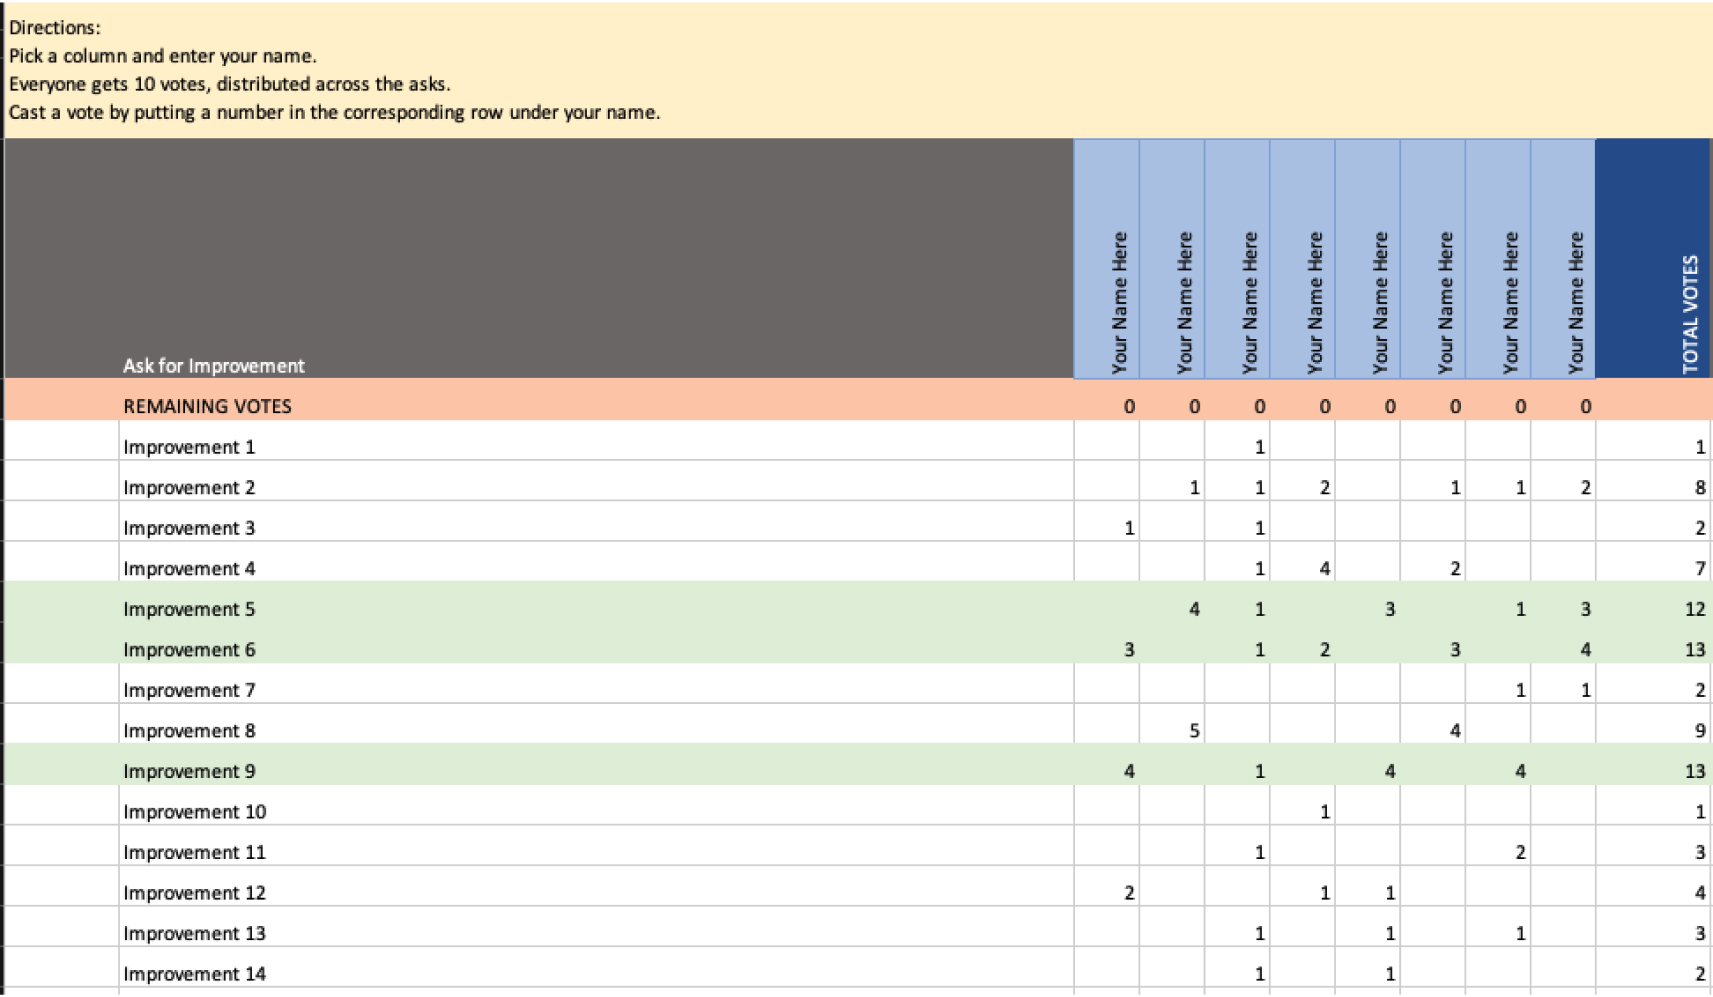 Directions:
Pick a column and enter your name.
Everyone gets 10 votes, distributed across the asks.
Cast a vote by putting a number in the corresponding row under your name.
Ask for Improvement Your Name Here Your Name Here Your Name Here Your Name Here Your Name Here Your Name Here Your Name Here Your Name Here TOTAL VOTES
REMAINING VOTES 0 0 0 0 0 0 0 0
Improvement 1 1 1
Improvement 2 1 1 2 1 1 2 8
Improvement 3 1 1 2
Improvement 4 1 4 2 7
Improvement 5 4 1 3 1 3 12
Improvement 6 3 1 2 3 4 13
Improvement 7 1 1 2
Improvement 8 5 4 9
Improvement 9 4 1 4 4 13
Improvement 10 1 1
Improvement 11 1 2 3
Improvement 12 2 1 1 4
Improvement 13 1 1 1 3
Improvement 14 1 1 2